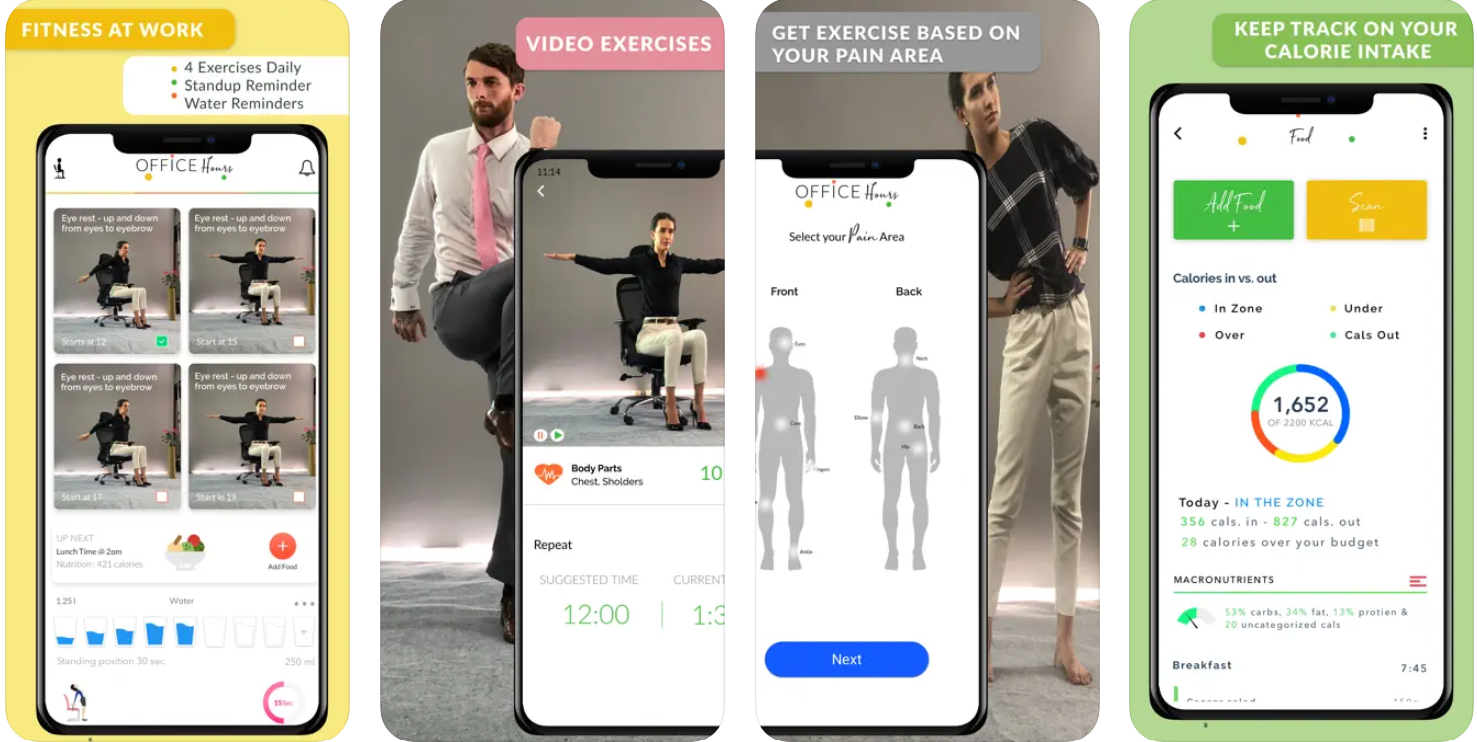 FITNESS AT WORK
4 Exercises Daily
Standup Reminder
Water Reminders
OFFICE Hours
Eye rest - up and down
from eyes to eyebrow
Starts at 12
Eye rest - up and down
from eyes to eyebrow
Start at 15
Eye rest - up and down
from eyes to eyebrow
Start at 17
Eye rest - up and down
from eyes to eyebrow
Start in 19
UP NEXT
Lunch Time @ 2pm
Nutrition: 421 calories
Add Food
1.25 l
Water
Standing position 30 sec
250 ml
15 Sec
VIDEO EXERCISES
11:14
Body Parts
Chest, Sholders
10
Repeat
SUGGESTED TIME
CURRENT
12:00
1:3
GET EXERCISE BASED ON
YOUR PAIN AREA
OFFICE Hours
Select your Pain Area
Front
Back
Eyes
Neck
Elbow
Core
Back
Hip
Fingers
Ankle
Next
KEEP TRACK ON YOUR
CALORIE INTAKE
Food
Add Food
+
Scan
Calories in vs. out
In Zone
Under
Over
Cals Out
1,652
OF 2200 KCAL
Today - IN THE ZONE
356 cals. in - 827 cals. out
28 calories over your budget
MACRONUTRIENTS
53% carbs, 34% fat, 13% protien &
20 uncategorized cals
Breakfast
7:45